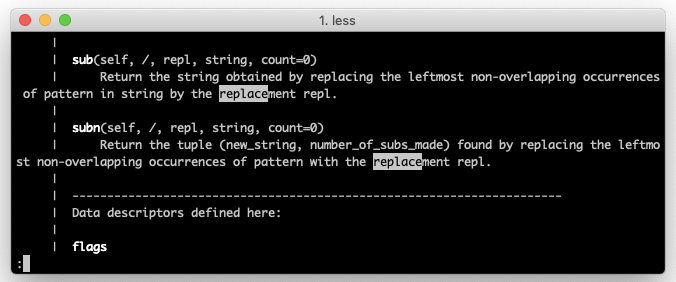 1. less
|
| sub(self, /, repl, string, count=0)
| Return the string obtained by replacing the leftmost non-overlapping occurrences
of pattern in string by the replacement repl.
|
| subn(self, /, repl, string, count=0)
| Return the tuple (new_string, number_of_subs_made) found by replacing the leftmo
st non-overlapping occurrences of pattern with the replacement repl.
|
| ----------------------------------------------------------------------
| Data descriptors defined here:
|
| flags
: